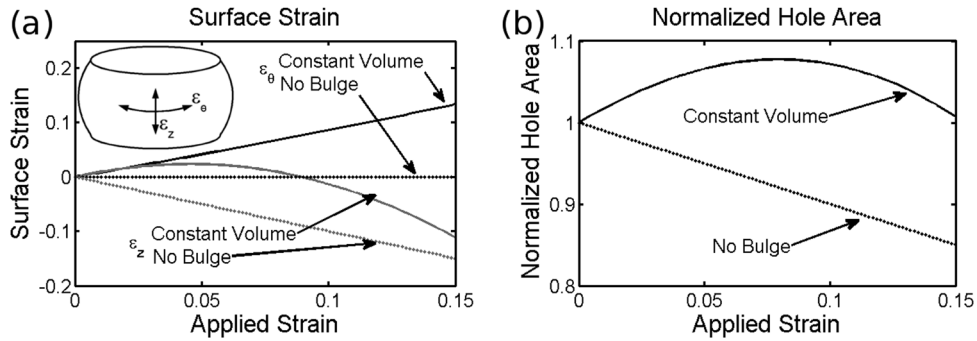 (a)
Surface Strain
Surface Strain
0.2
0.1
0
-0.1
-0.2
εθ
εz
Constant Volume
εθ No Bulge
Constant Volume
εz No Bulge
0
0.05
0.1
0.15
Applied Strain
(b)
Normalized Hole Area
Normalized Hole Area
1.1
1
0.9
0.8
Constant Volume
No Bulge
0
0.05
0.1
0.15
Applied Strain